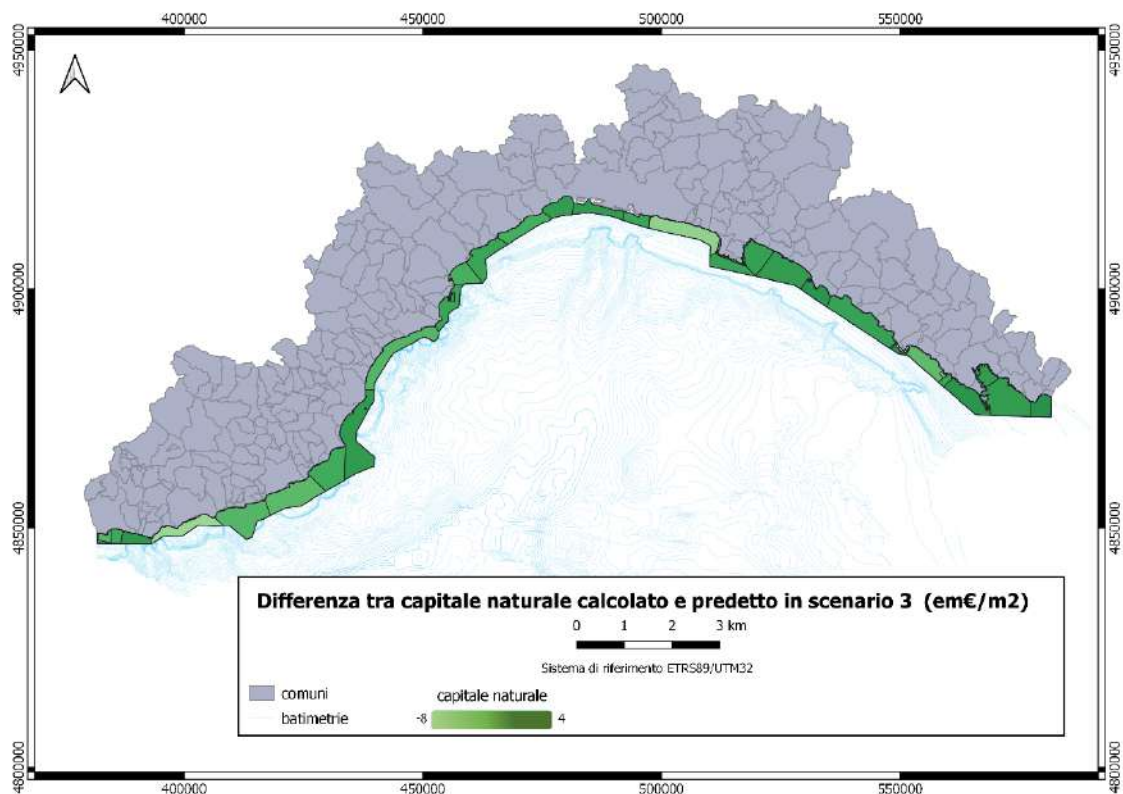 400000 450000 500000 550000
4950000 4950000
4900000 4900000
4850000 4850000
Differenza tra capitale naturale calcolato e predetto in scenario 3 (em€/m2)
0 1 2 3 km
Sistema di riferimento ETRS89/UTM32
comuni
capitale naturale
batimetrie
-8 4
4800000 4800000
400000 450000 500000 550000